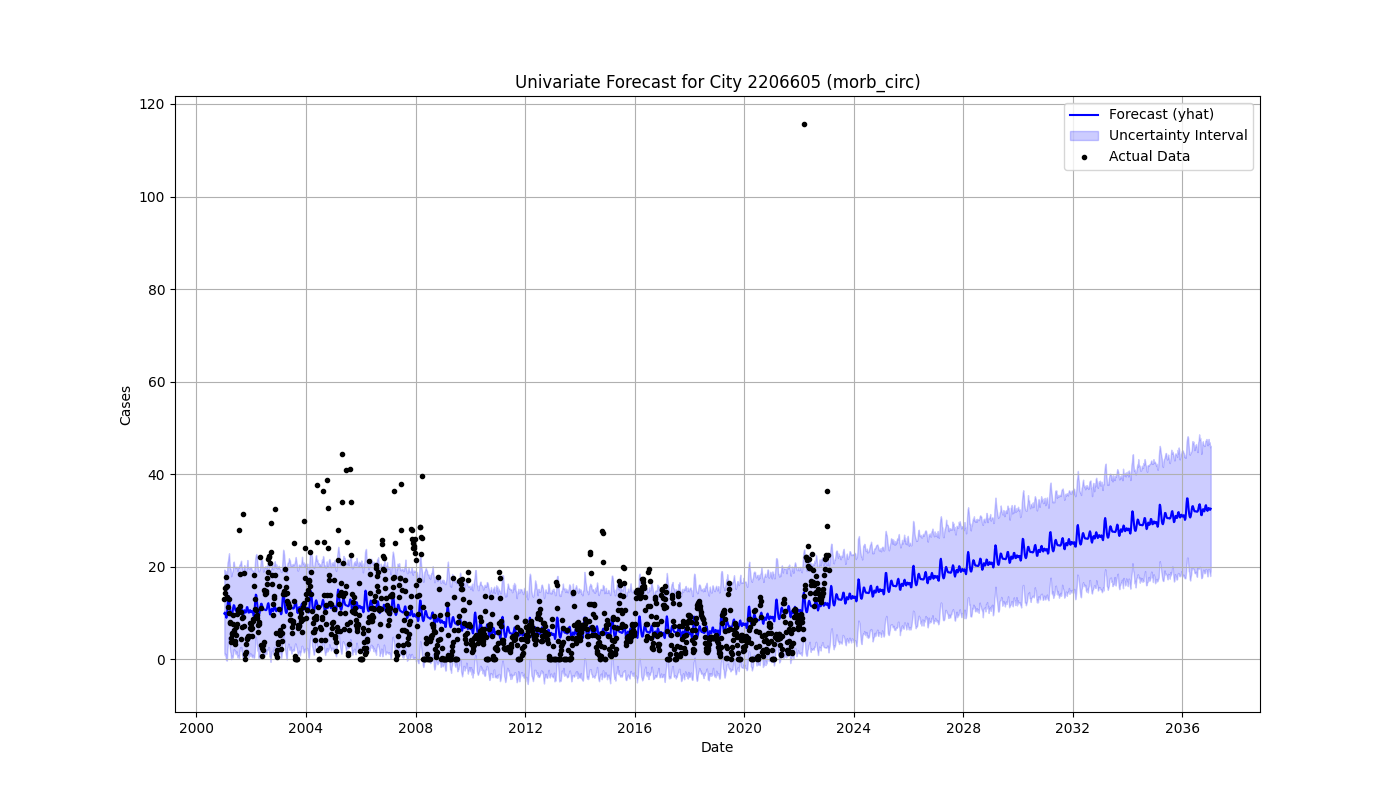 Univariate Forecast for City 2206605 (morb_circ)
Forecast (yhat)
Uncertainty Interval
Actual Data
120
100
80
60
40
20
0
Cases
2000 2004 2008 2012 2016 2020 2024 2028 2032 2036
Date